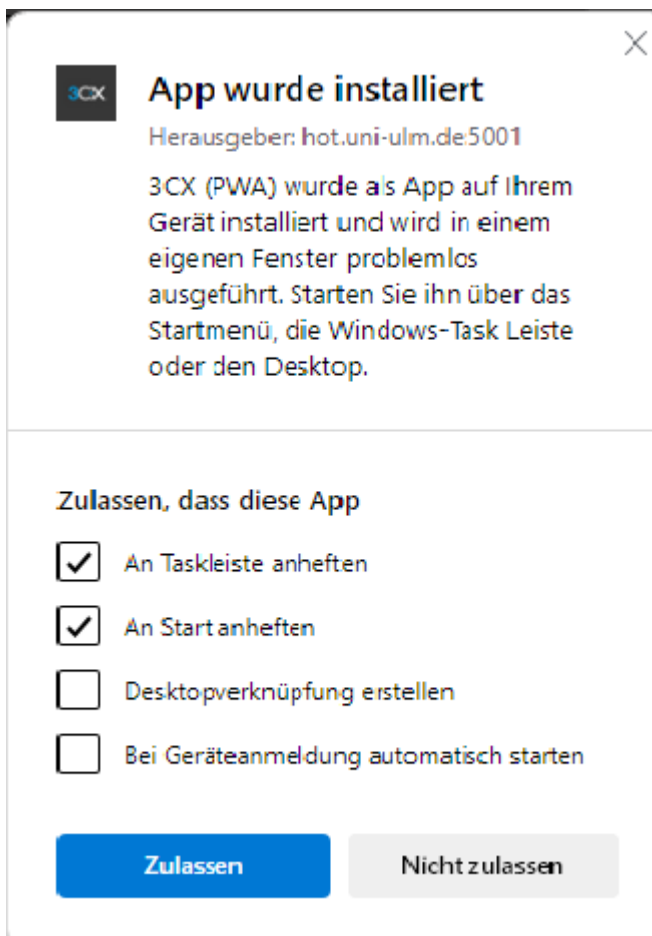 3CX
App wurde installiert
Herausgeber: hot.uni-ulm.de:5001
3CX (PWA) wurde als App auf Ihrem
Gerät installiert und wird in einem
eigenen Fenster problemlos
ausgeführt. Starten Sie ihn über das
Startmenü, die Windows-Task Leiste
oder den Desktop.
Zulassen, dass diese App
An Taskleiste anheften
An Start anheften
Desktopverknüpfung erstellen
Bei Geräteanmeldung automatisch starten
Zulassen
Nicht zulassen